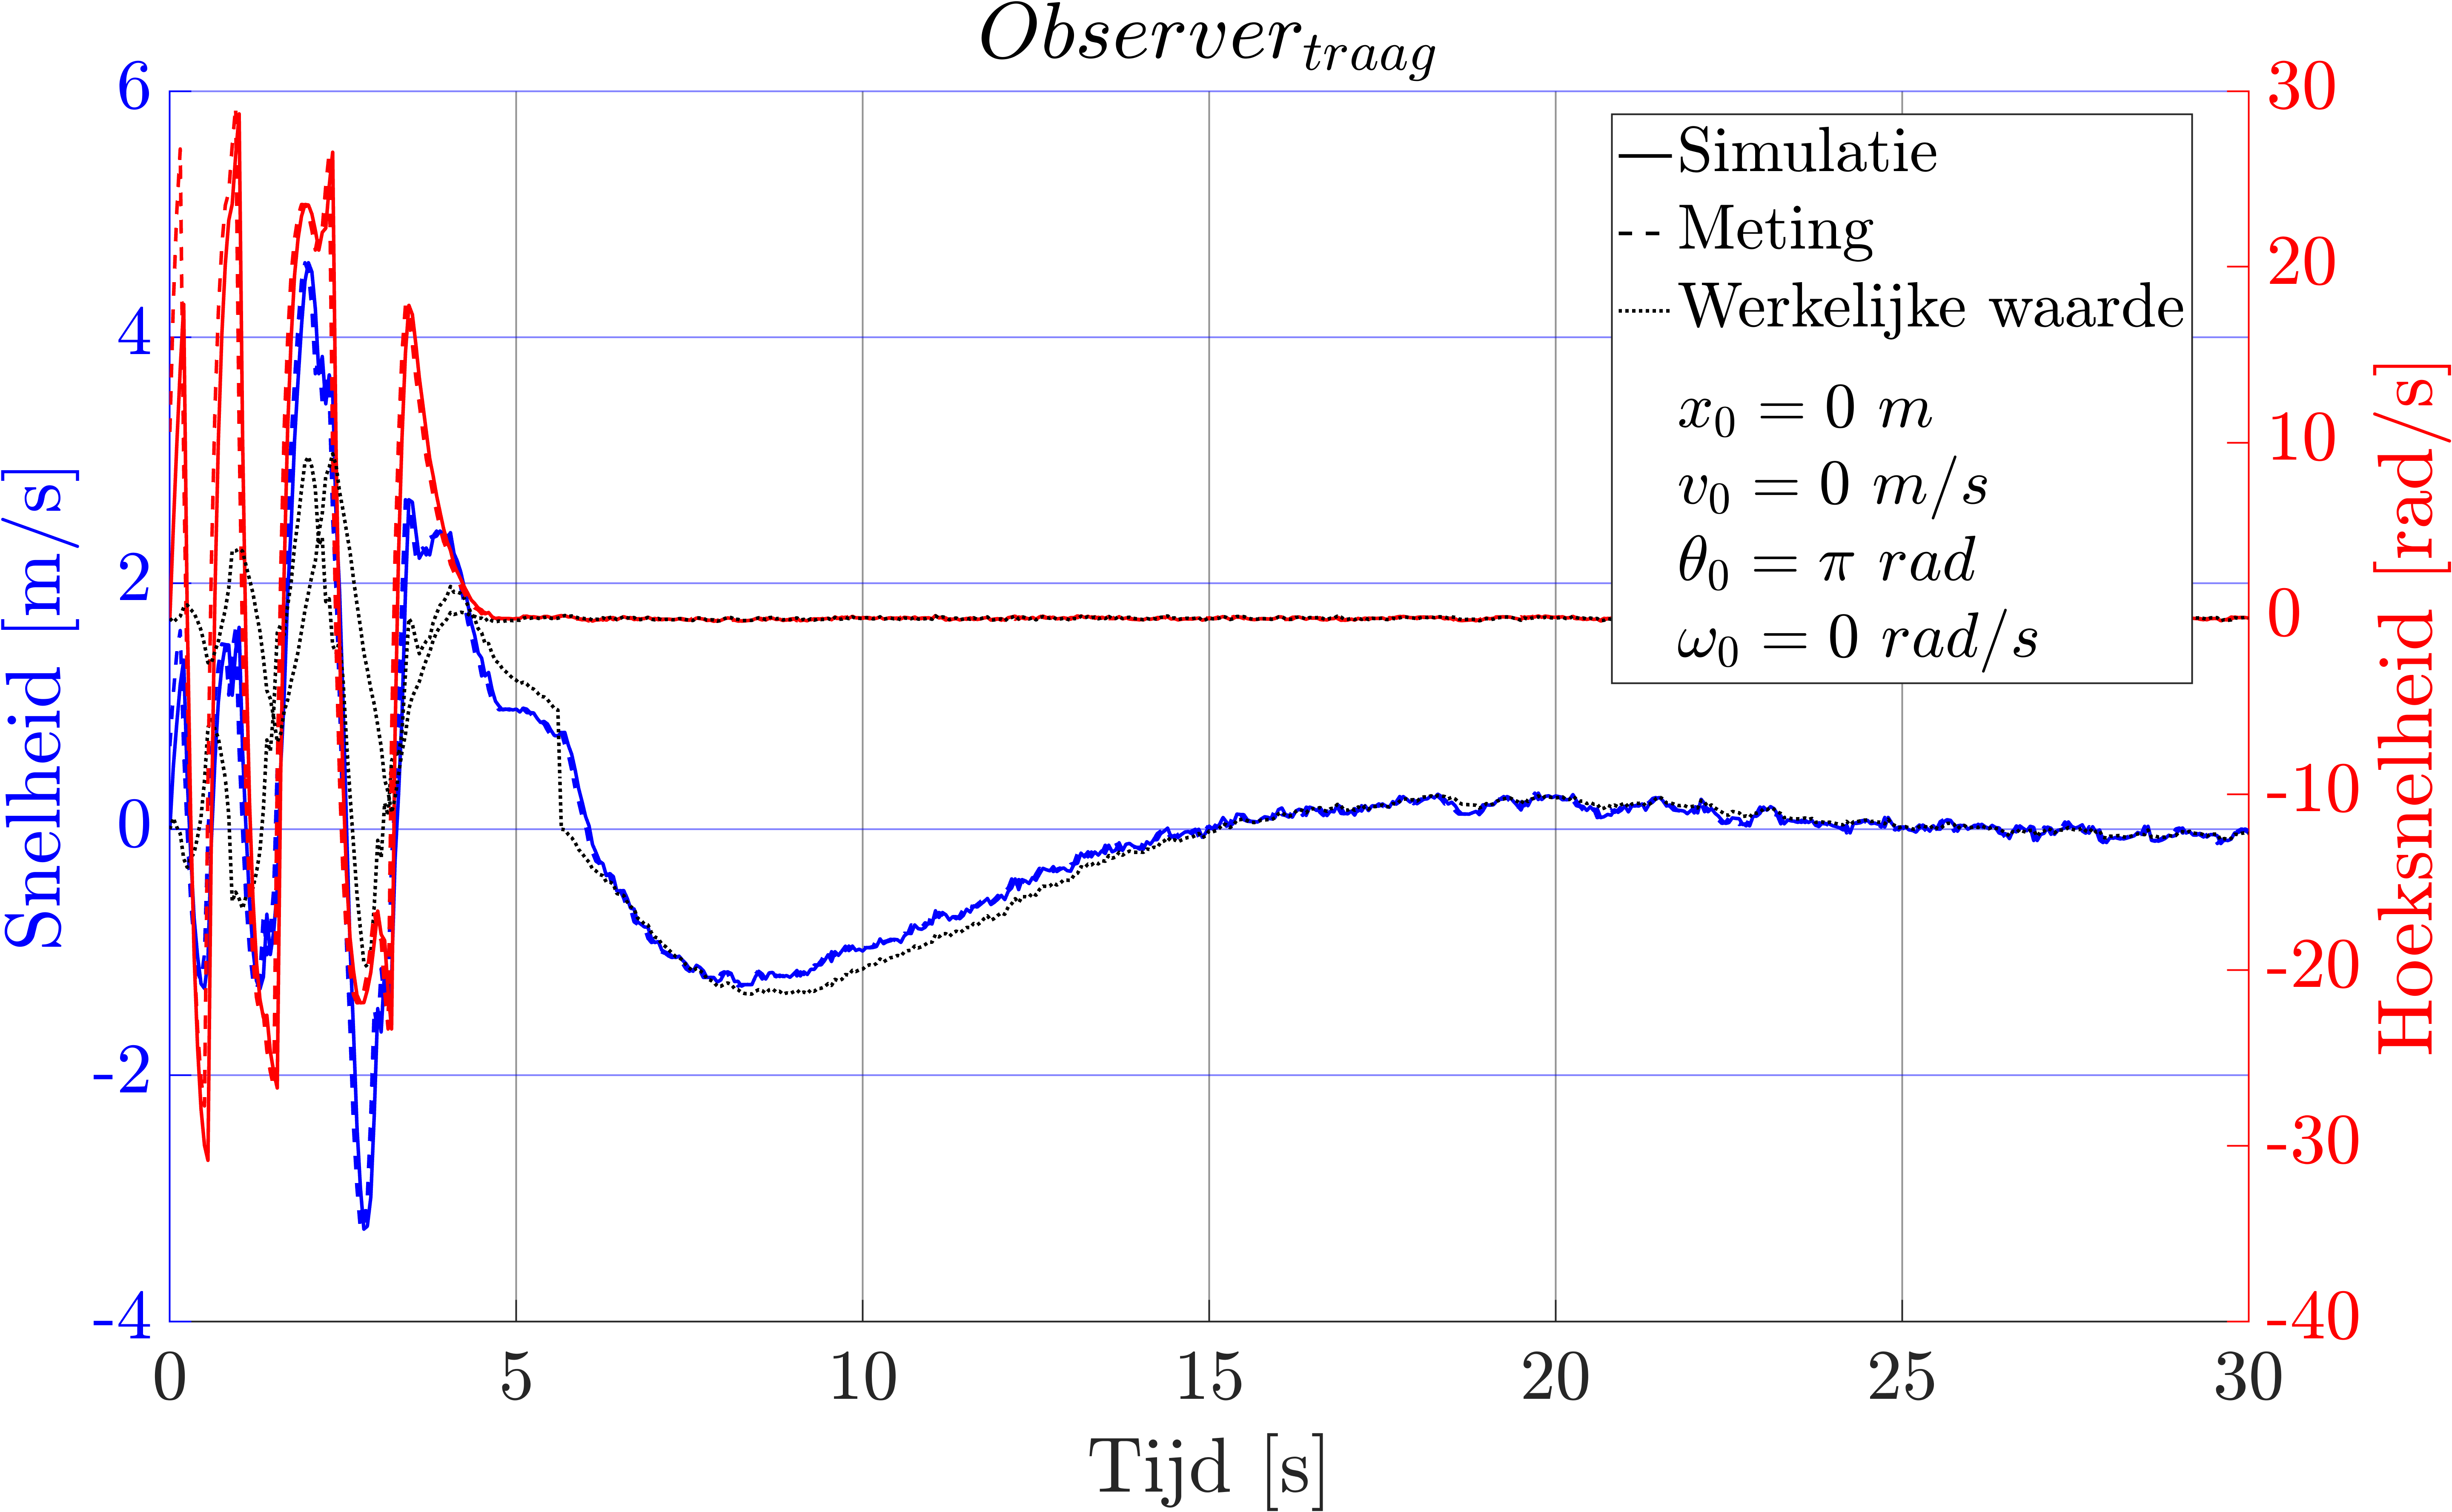 Observer_traag
6
4
2
0
-2
-4
Snelheid [m/s]
30
20
10
0
-10
-20
-30
-40
Hoeksnelheid [rad/s]
Simulatie
Meting
Werkelijke waarde
x_0 = 0 m
v_0 = 0 m/s
θ_0 = π rad
ω_0 = 0 rad/s
0 5 10 15 20 25 30
Tijd [s]